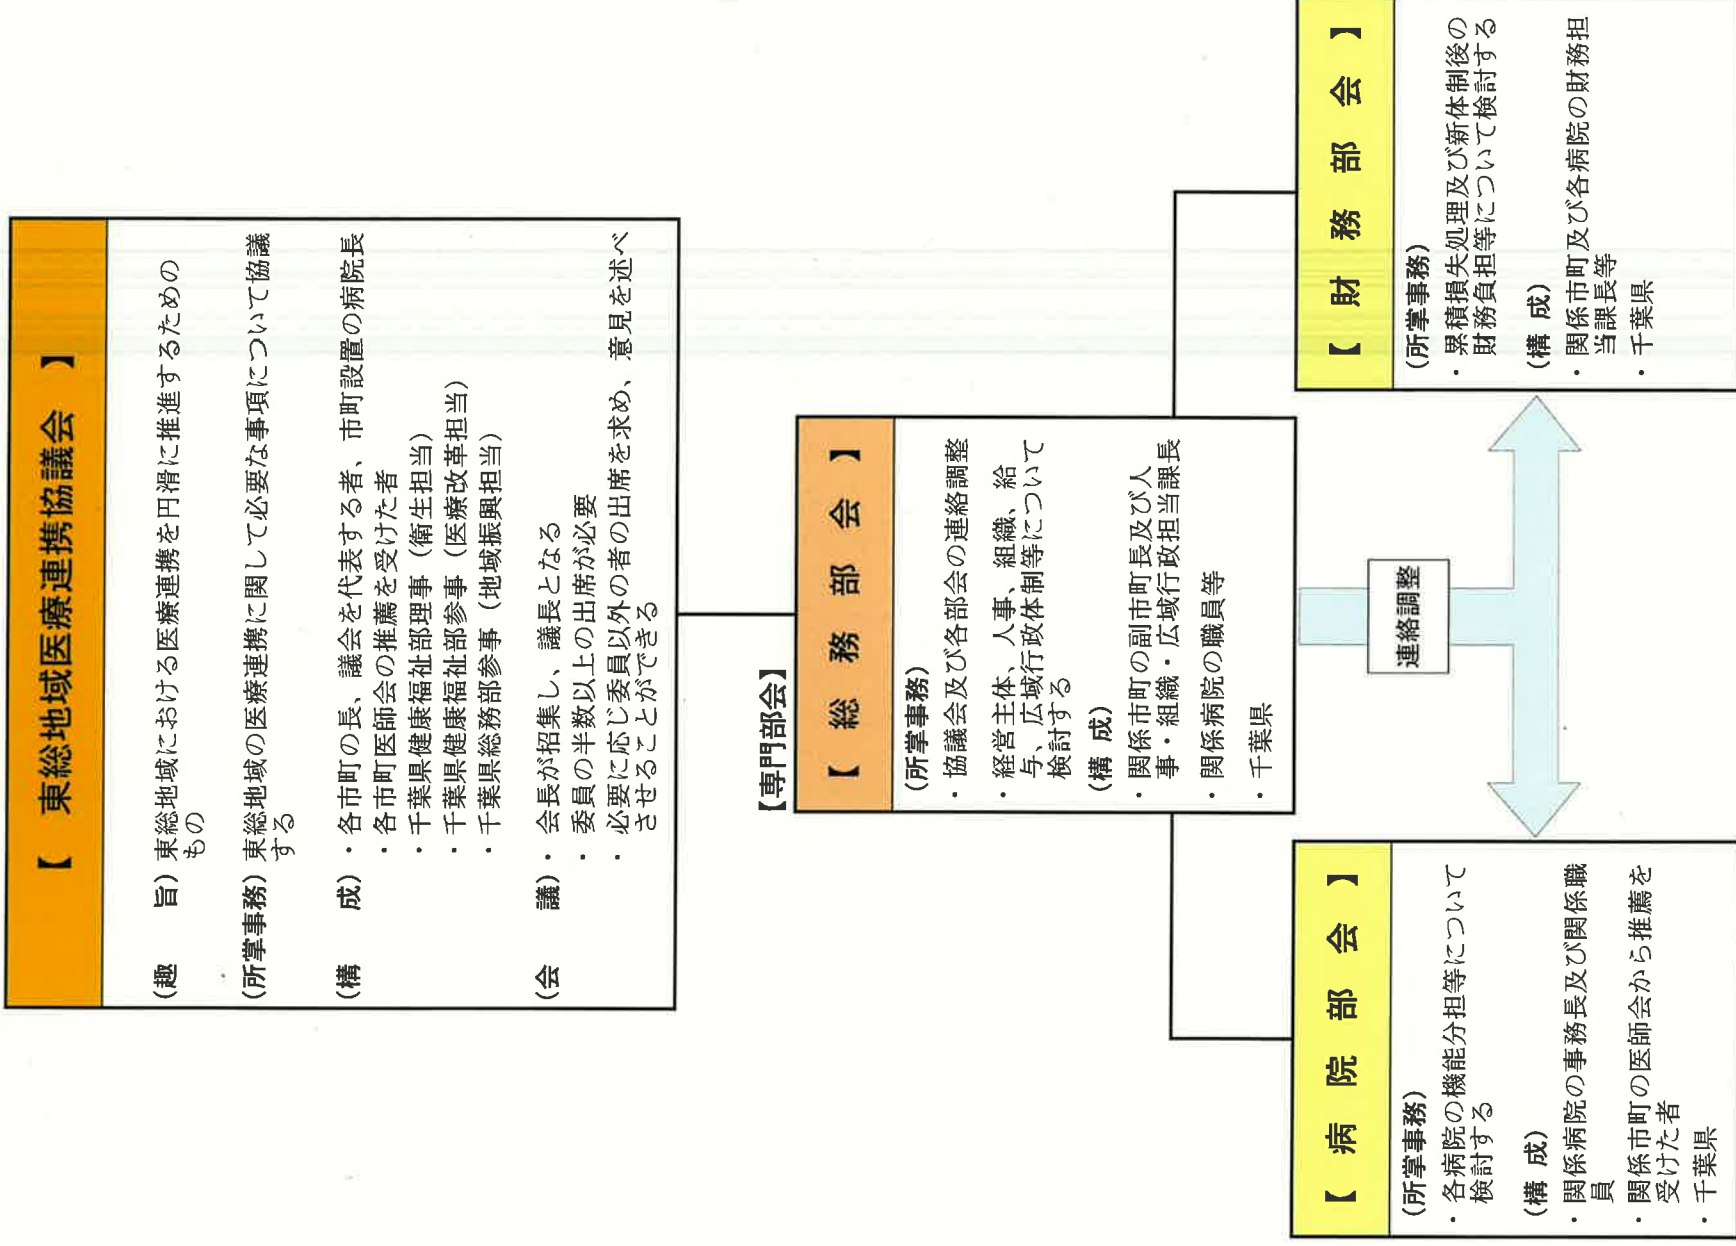 【　東総地域医療連携協議会　】
（趣　　旨）東総地域における医療連携を円滑に推進するための
もの
（所掌事務）東総地域の医療連携に関して必要な事項について協議
する
（構　　成）・各市町の長、議会を代表する者、市町設置の病院長
・各市町医師会の推薦を受けた者
・千葉県健康福祉部理事（衛生担当）
・千葉県健康福祉部参事（医療改革担当）
・千葉県総務部参事（地域振興担当）
（会　　議）・会長が招集し、議長となる
・委員の半数以上の出席が必要
・必要に応じ委員以外の者の出席を求め、意見を述べ
させることができる
【専門部会】
【　総　務　部　会　】
（所掌事務）
・協議会及び各部会の連絡調整
・経営主体、人事、組織、給
与、広域行政体制等について
検討する
（構　成）
・関係市町の副市町長及び人
事・組織・広域行政担当課長
・関係病院の職員等
・千葉県
連絡調整
【　病　院　部　会　】
（所掌事務）
・各病院の機能分担等について
検討する
（構　成）
・関係病院の事務長及び関係職
員
・関係市町の医師会から推薦を
受けた者
・千葉県
【　財　務　部　会　】
（所掌事務）
・累積損失処理及び新体制後の
財務負担等について検討する
（構　成）
・関係市町及び各病院の財務担
当課長等
・千葉県